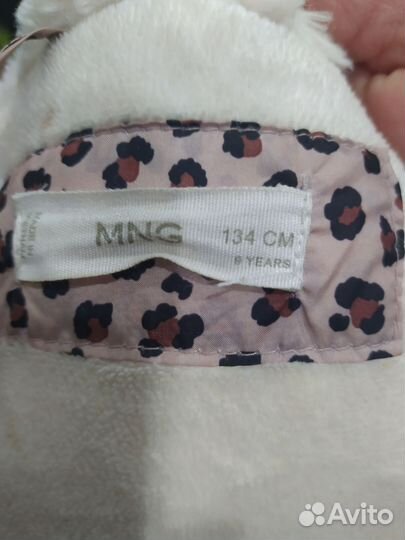 MNG
134 CM
9 YEARS
Avito